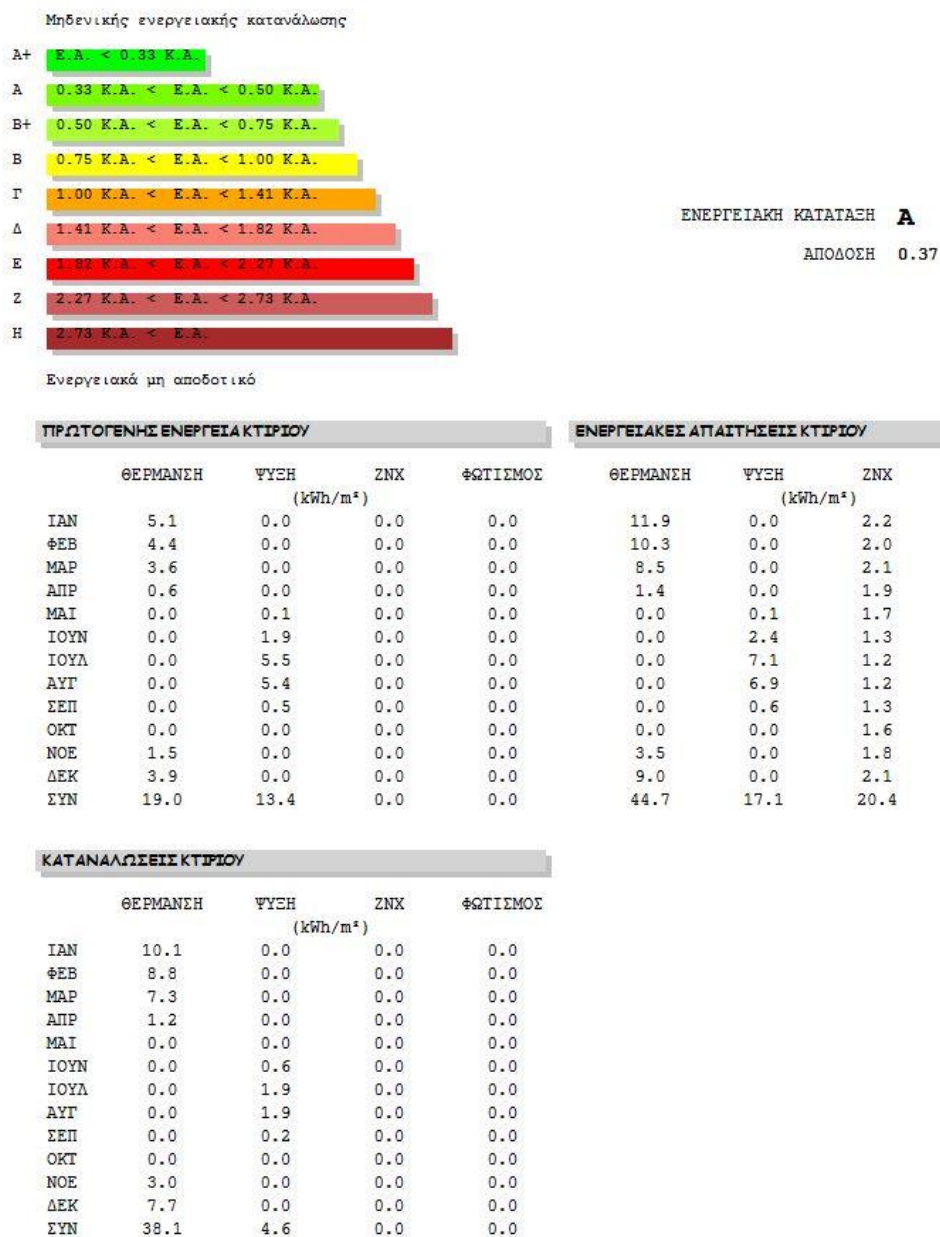 Μηδενικής ενεργειακής κατανάλωσης
Α+ Ε.Α. < 0.33 Κ.Α.
Α 0.33 Κ.Α. < Ε.Α. < 0.50 Κ.Α.
Β+ 0.50 Κ.Α. < Ε.Α. < 0.75 Κ.Α.
Β 0.75 Κ.Α. < Ε.Α. < 1.00 Κ.Α.
Γ 1.00 Κ.Α. < Ε.Α. < 1.41 Κ.Α.
Δ 1.41 Κ.Α. < Ε.Α. < 1.82 Κ.Α.
Ε 1.82 Κ.Α. < Ε.Α. < 2.27 Κ.Α.
Ζ 2.27 Κ.Α. < Ε.Α. < 2.73 Κ.Α.
Η 2.73 Κ.Α. < Ε.Α.
Ενεργειακά μη αποδοτικό
ΕΝΕΡΓΕΙΑΚΗ ΚΑΤΑΤΑΞΗ Α
ΑΠΟΔΟΣΗ 0.37
ΠΡΩΤΟΓΕΝΗΣ ΕΝΕΡΓΕΙΑ ΚΤΙΡΙΟΥ
ΘΕΡΜΑΝΣΗ ΨΥΞΗ ΖΝΧ ΦΩΤΙΣΜΟΣ
(kWh/m²)
ΙΑΝ 5.1 0.0 0.0 0.0
ΦΕΒ 4.4 0.0 0.0 0.0
ΜΑΡ 3.6 0.0 0.0 0.0
ΑΠΡ 0.6 0.0 0.0 0.0
ΜΑΙ 0.0 0.1 0.0 0.0
ΙΟΥΝ 0.0 1.9 0.0 0.0
ΙΟΥΛ 0.0 5.5 0.0 0.0
ΑΥΓ 0.0 5.4 0.0 0.0
ΣΕΠ 0.0 0.5 0.0 0.0
ΟΚΤ 0.0 0.0 0.0 0.0
ΝΟΕ 1.5 0.0 0.0 0.0
ΔΕΚ 3.9 0.0 0.0 0.0
ΣΥΝ 19.0 13.4 0.0 0.0
ΕΝΕΡΓΕΙΑΚΕΣ ΑΠΑΙΤΗΣΕΙΣ ΚΤΙΡΙΟΥ
ΘΕΡΜΑΝΣΗ ΨΥΞΗ ΖΝΧ
(kWh/m²)
11.9 0.0 2.2
10.3 0.0 2.0
8.5 0.0 2.1
1.4 0.0 1.9
0.0 0.1 1.7
0.0 2.4 1.3
0.0 7.1 1.2
0.0 6.9 1.2
0.0 0.6 1.3
0.0 0.0 1.6
3.5 0.0 1.8
9.0 0.0 2.1
44.7 17.1 20.4
ΚΑΤΑΝΑΛΩΣΕΙΣ ΚΤΙΡΙΟΥ
ΘΕΡΜΑΝΣΗ ΨΥΞΗ ΖΝΧ ΦΩΤΙΣΜΟΣ
(kWh/m²)
ΙΑΝ 10.1 0.0 0.0 0.0
ΦΕΒ 8.8 0.0 0.0 0.0
ΜΑΡ 7.3 0.0 0.0 0.0
ΑΠΡ 1.2 0.0 0.0 0.0
ΜΑΙ 0.0 0.0 0.0 0.0
ΙΟΥΝ 0.0 0.6 0.0 0.0
ΙΟΥΛ 0.0 1.9 0.0 0.0
ΑΥΓ 0.0 1.9 0.0 0.0
ΣΕΠ 0.0 0.2 0.0 0.0
ΟΚΤ 0.0 0.0 0.0 0.0
ΝΟΕ 3.0 0.0 0.0 0.0
ΔΕΚ 7.7 0.0 0.0 0.0
ΣΥΝ 38.1 4.6 0.0 0.0